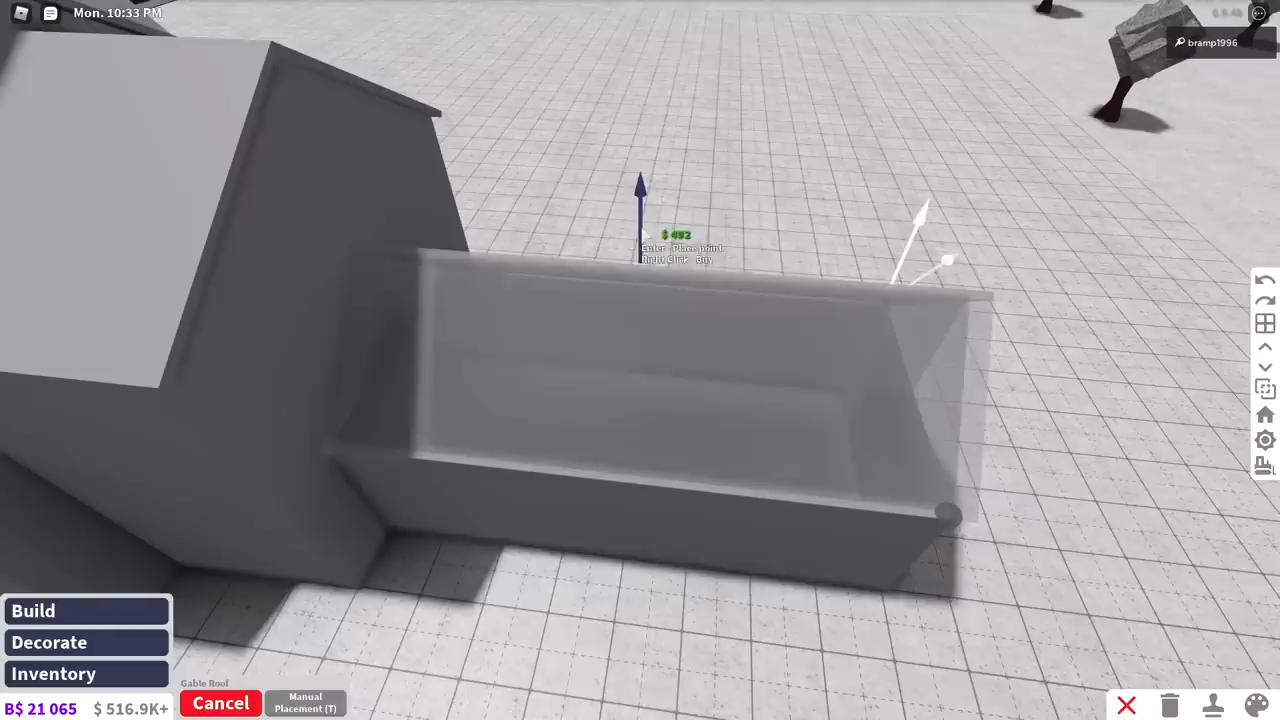 Mon. 10:33 PM
bramp1996
$ 492
Enter Place point
Right Click Buy
Build
Decorate
Inventory
B$ 21 065 $ 516.9K+
Gable Roof
Cancel
Manual
Placement (T)